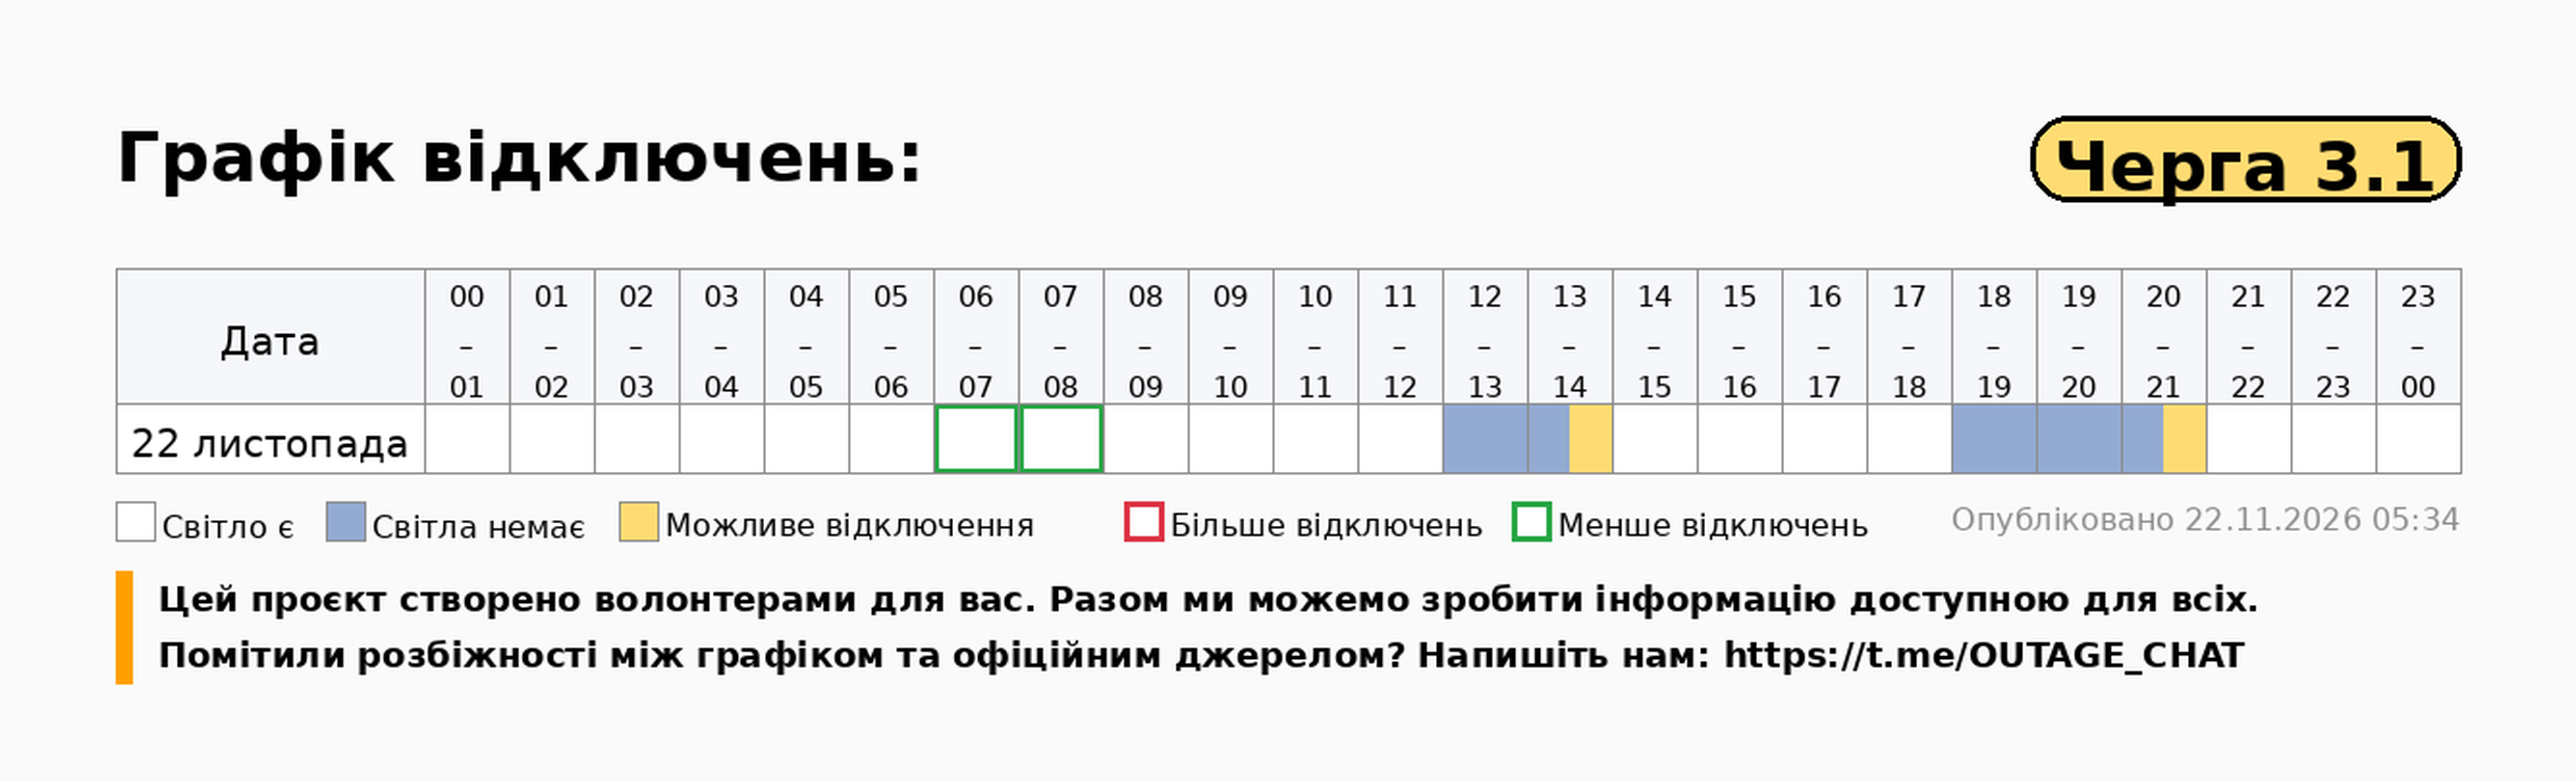 Графік відключень:
Черга 3.1
Дата
00 – 01
01 – 02
02 – 03
03 – 04
04 – 05
05 – 06
06 – 07
07 – 08
08 – 09
09 – 10
10 – 11
11 – 12
12 – 13
13 – 14
14 – 15
15 – 16
16 – 17
17 – 18
18 – 19
19 – 20
20 – 21
21 – 22
22 – 23
23 – 00
22 листопада
Світло є
Світла немає
Можливе відключення
Більше відключень
Менше відключень
Опубліковано 22.11.2026 05:34
Цей проєкт створено волонтерами для вас. Разом ми можемо зробити інформацію доступною для всіх.
Помітили розбіжності між графіком та офіційним джерелом? Напишіть нам: https://t.me/OUTAGE_CHAT